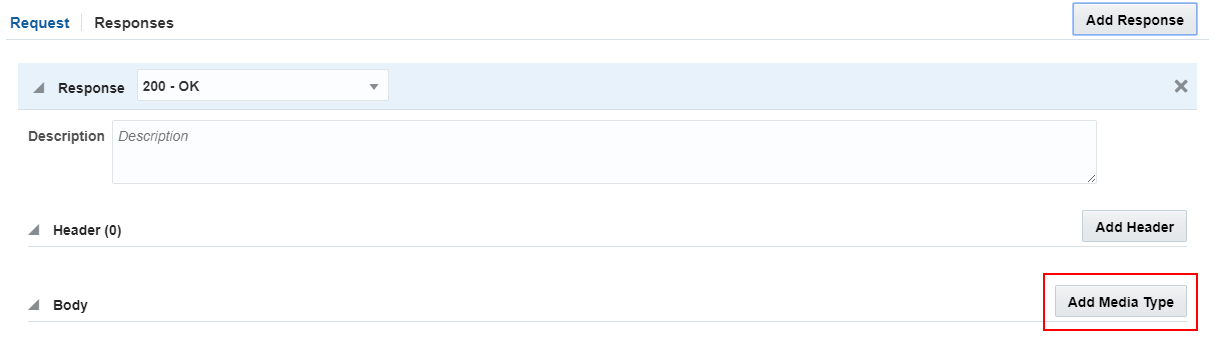 Request Responses Add Response
Response 200 - OK
Description Description
Header (0) Add Header
Body Add Media Type